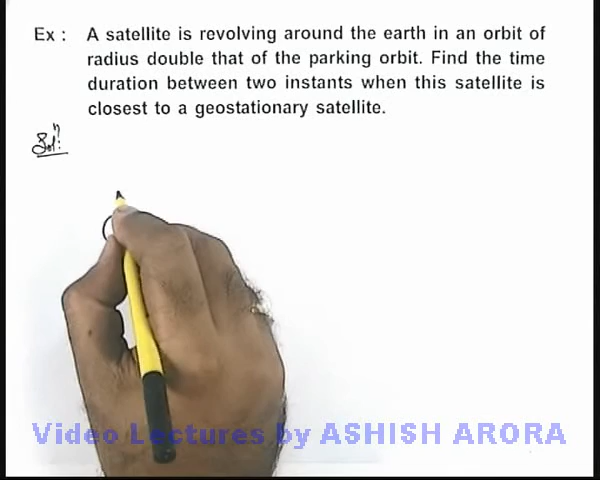 Ex : A satellite is revolving around the earth in an orbit of
radius double that of the parking orbit. Find the time
duration between two instants when this satellite is
closest to a geostationary satellite.
Solⁿ:
Video Lectures by ASHISH ARORA